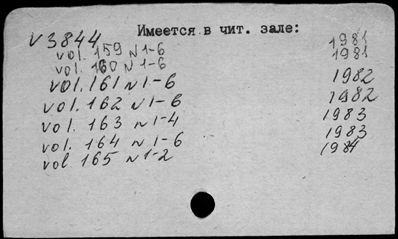 V3844 Имеется в чит. зале:
vol. 159 N 1-6 1981
vol. 160 N 1-6 1981
vol. 161 N 1-6 1982
vol. 162 N 1-6 1982
vol. 163 N 1-4 1983
vol. 164 N 1-6 1983
vol 165 N 1-2 1984